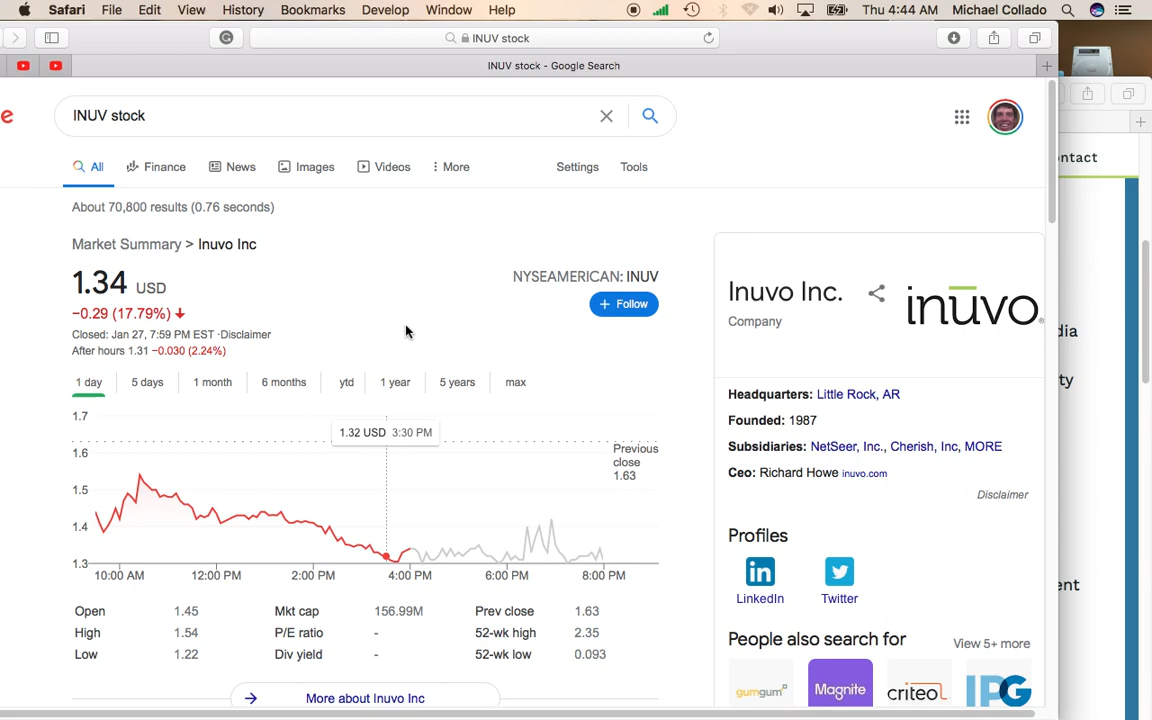 Safari File Edit View History Bookmarks Develop Window Help Thu 4:44 AM Michael Collado
INUV stock
INUV stock - Google Search
e
INUV stock
ontact
All Finance News Images Videos More Settings Tools
About 70,800 results (0.76 seconds)
Market Summary > Inuvo Inc
1.34 USD
−0.29 (17.79%)
Closed: Jan 27, 7:59 PM EST ·Disclaimer
After hours 1.31 −0.030 (2.24%)
NYSEAMERICAN: INUV
+ Follow
1 day 5 days 1 month 6 months ytd 1 year 5 years max
1.7
1.6
1.5
1.4
1.3
1.32 USD 3:30 PM
Previous
close
1.63
10:00 AM 12:00 PM 2:00 PM 4:00 PM 6:00 PM 8:00 PM
Open 1.45 Mkt cap 156.99M Prev close 1.63
High 1.54 P/E ratio - 52-wk high 2.35
Low 1.22 Div yield - 52-wk low 0.093
More about Inuvo Inc
Inuvo Inc.
Company
inuvo®
Headquarters: Little Rock, AR
Founded: 1987
Subsidiaries: NetSeer, Inc., Cherish, Inc, MORE
Ceo: Richard Howe inuvo.com
Disclaimer
Profiles
in
LinkedIn Twitter
People also search for View 5+ more
gumgum Magnite criteo IPG
dia
ty
ent